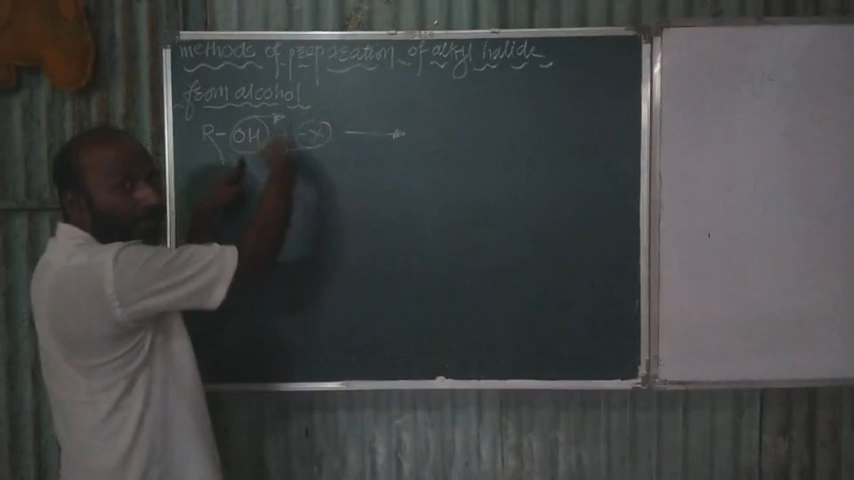 methods of preparation of alkyl halide
from alcohol
R-OH + -X →